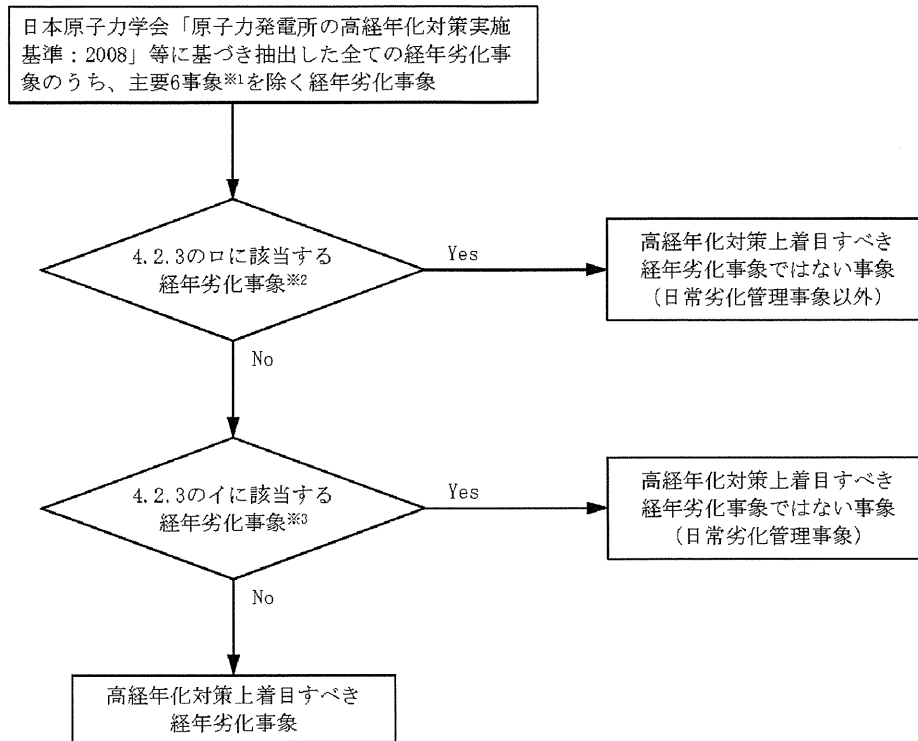 日本原子力学会「原子力発電所の高経年化対策実施
基準：2008」等に基づき抽出した全ての経年劣化事
象のうち、主要6事象※1を除く経年劣化事象
4.2.3のロに該当する
経年劣化事象※2
Yes
高経年化対策上着目すべき
経年劣化事象ではない事象
(日常劣化管理事象以外)
No
4.2.3のイに該当する
経年劣化事象※3
Yes
高経年化対策上着目すべき
経年劣化事象ではない事象
(日常劣化管理事象)
No
高経年化対策上着目すべき
経年劣化事象